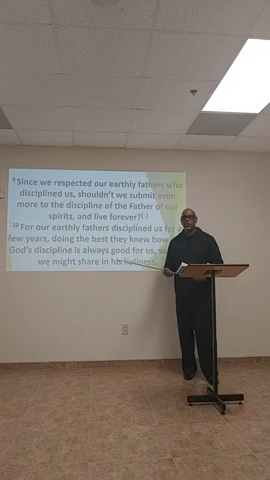 ⁹ Since we respected our earthly fathers who
disciplined us, shouldn't we submit even
more to the discipline of the Father of our
spirits, and live forever?[c]
¹⁰ For our earthly fathers disciplined us for a
few years, doing the best they knew how
God's discipline is always good for us, so
we might share in his holiness.